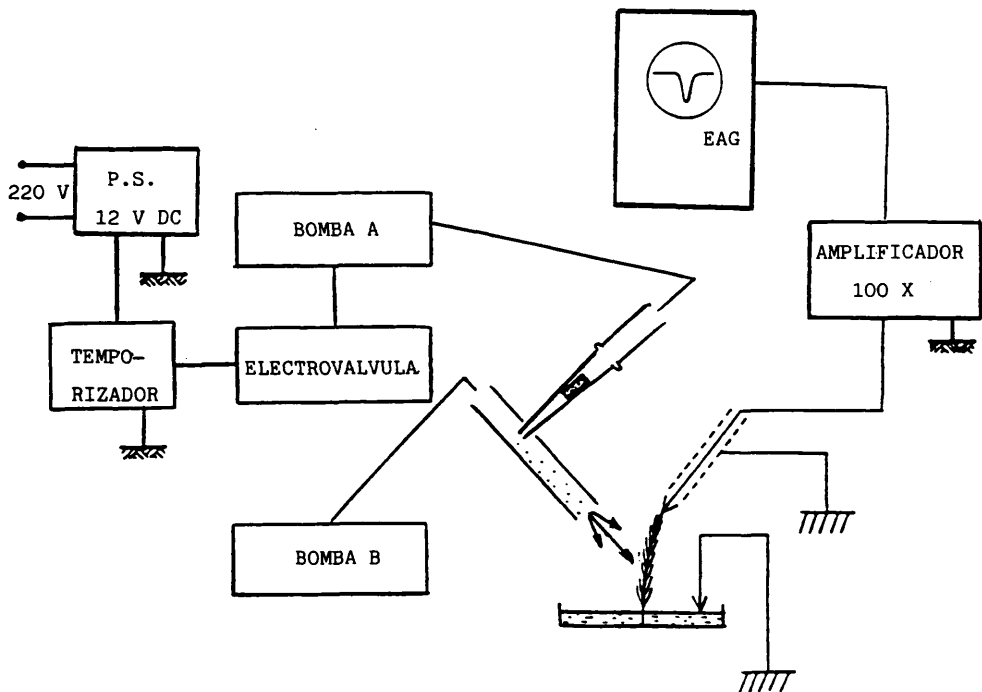 EAG
220 V
P.S.
12 V DC
BOMBA A
AMPLIFICADOR
100 X
TEMPO-
RIZADOR
ELECTROVALVULA
BOMBA B